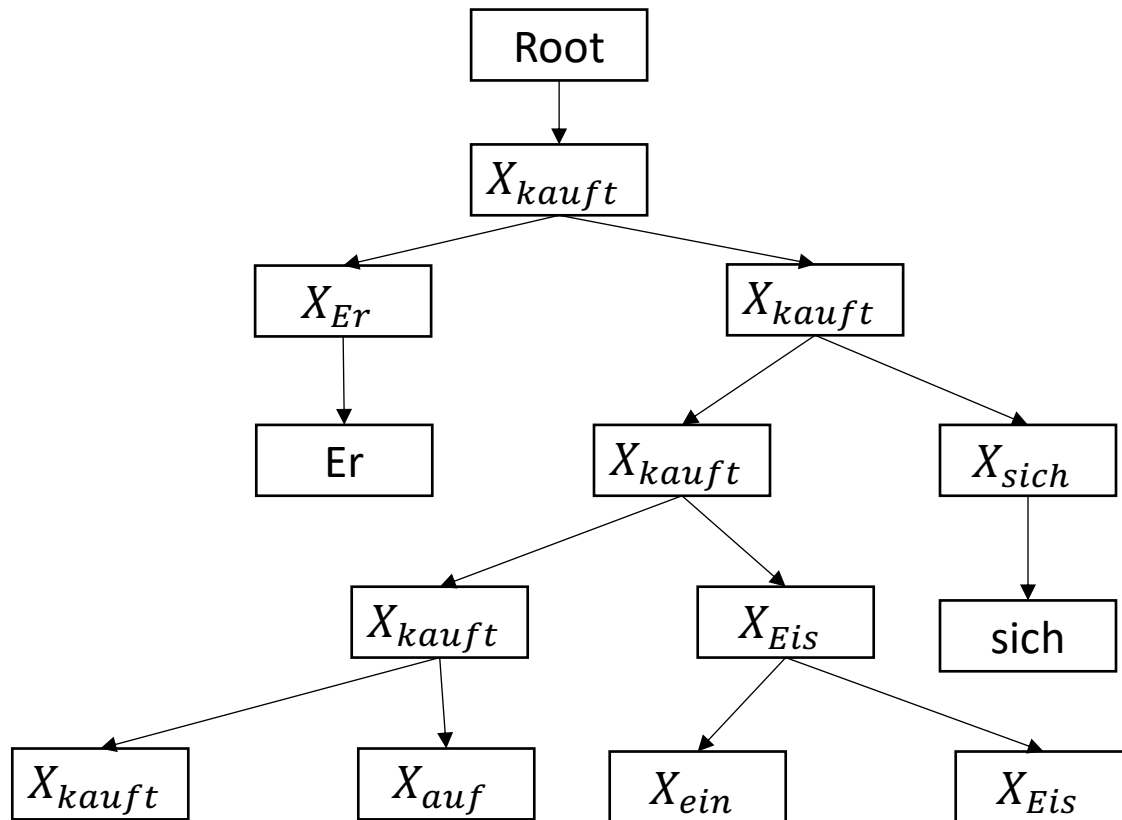 Root
X_kauft
X_Er X_kauft
Er X_kauft X_sich
X_kauft X_Eis sich
X_kauft X_auf X_ein X_Eis